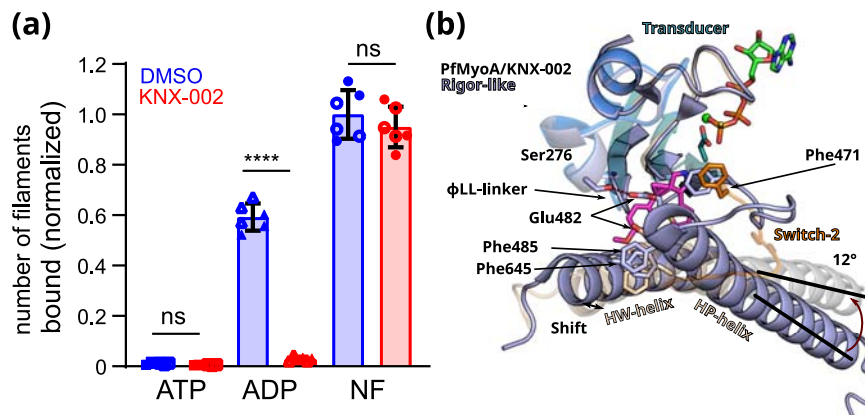 (a)
number of filaments
bound (normalized)
1.2
1.0
0.8
0.6
0.4
0.2
0
DMSO
KNX-002
ns
****
ns
ATP
ADP
NF
(b)
Transducer
PfMyoA/KNX-002
Rigor-like
Ser276
Phe471
ϕLL-linker
Glu482
Switch-2
Phe485
Phe645
12°
Shift
HW-helix
HP-helix